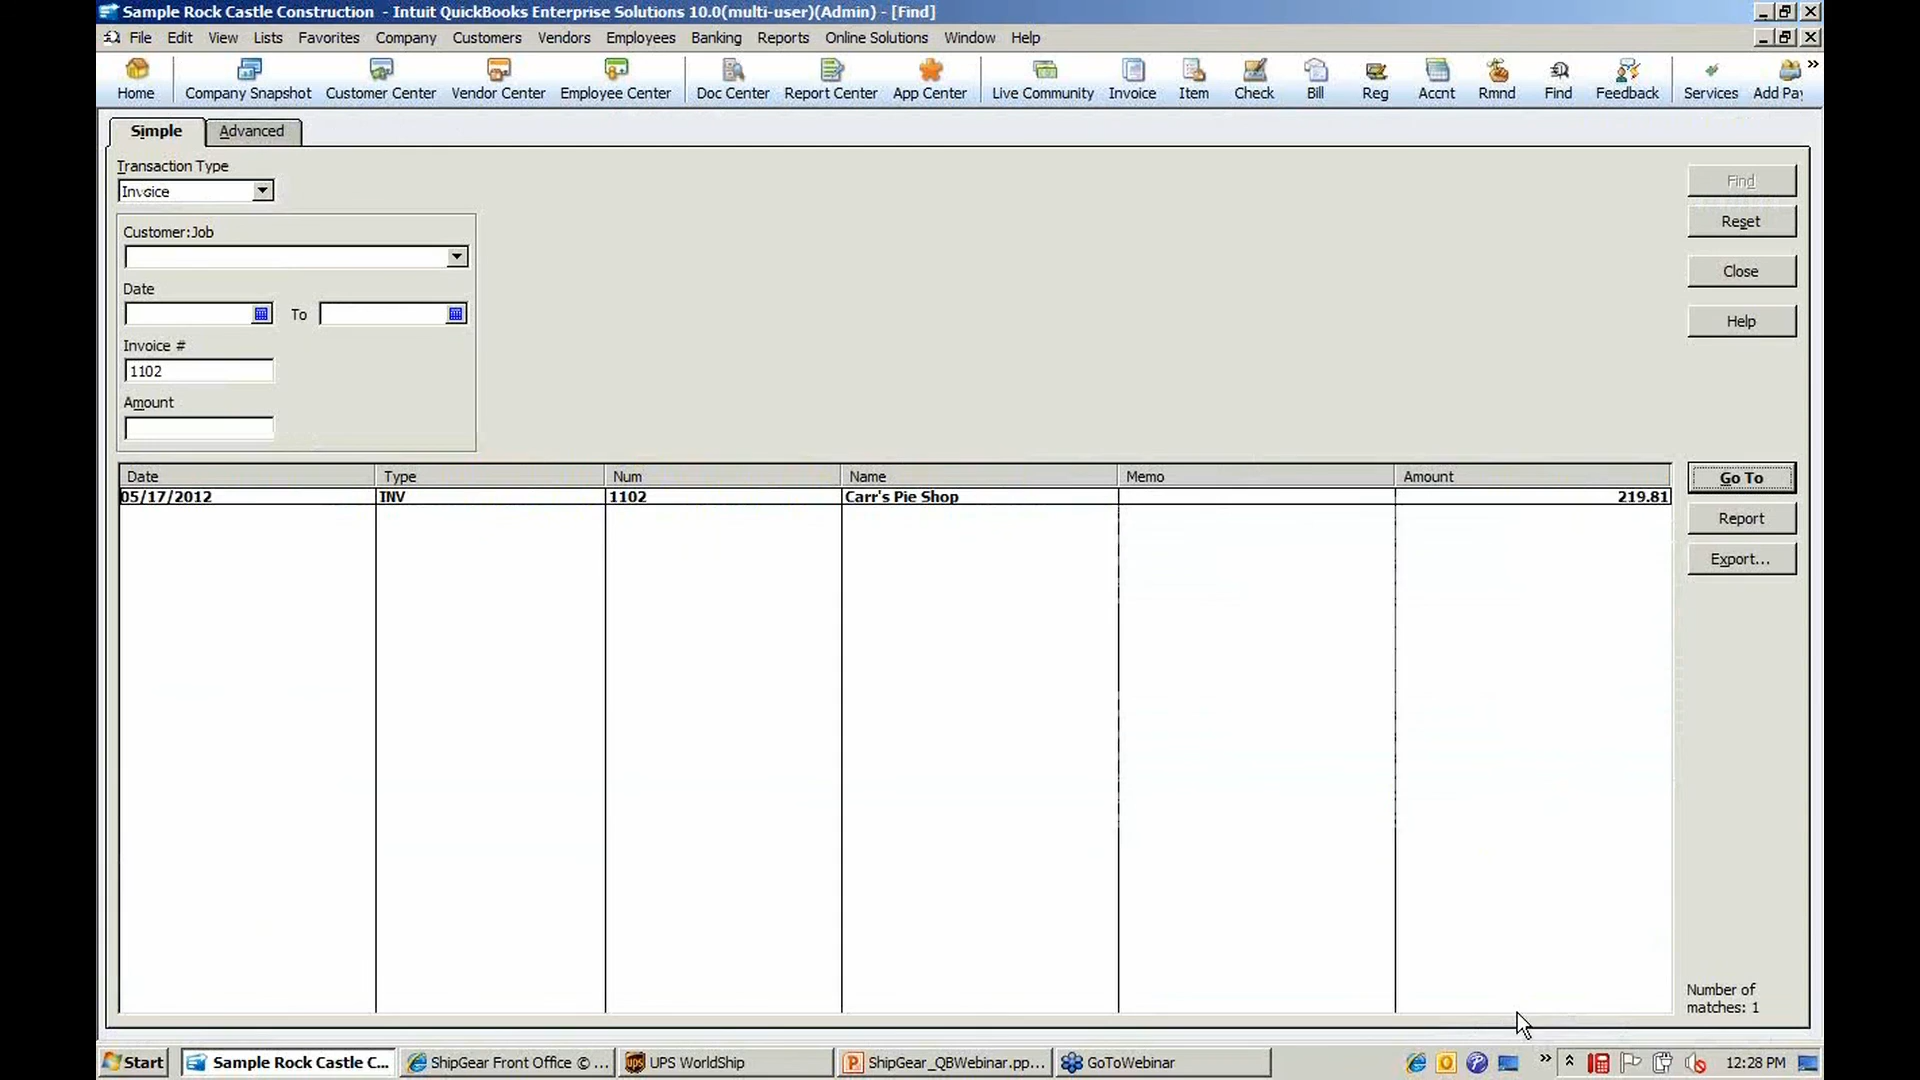 Sample Rock Castle Construction - Intuit QuickBooks Enterprise Solutions 10.0(multi-user)(Admin) - [Find]
File Edit View Lists Favorites Company Customers Vendors Employees Banking Reports Online Solutions Window Help
Home Company Snapshot Customer Center Vendor Center Employee Center Doc Center Report Center App Center Live Community Invoice Item Check Bill Reg Accnt Rmnd Find Feedback Services Add Pay
Simple Advanced
Transaction Type
Invoice
Find
Customer:Job
Reset
Close
Date
To
Help
Invoice #
1102
Amount
Date Type Num Name Memo Amount
Go To
05/17/2012 INV 1102 Carr's Pie Shop 219.81
Report
Export...
Number of
matches: 1
Start Sample Rock Castle C... ShipGear Front Office © ... UPS WorldShip ShipGear_QBWebinar.pp... GoToWebinar 12:28 PM